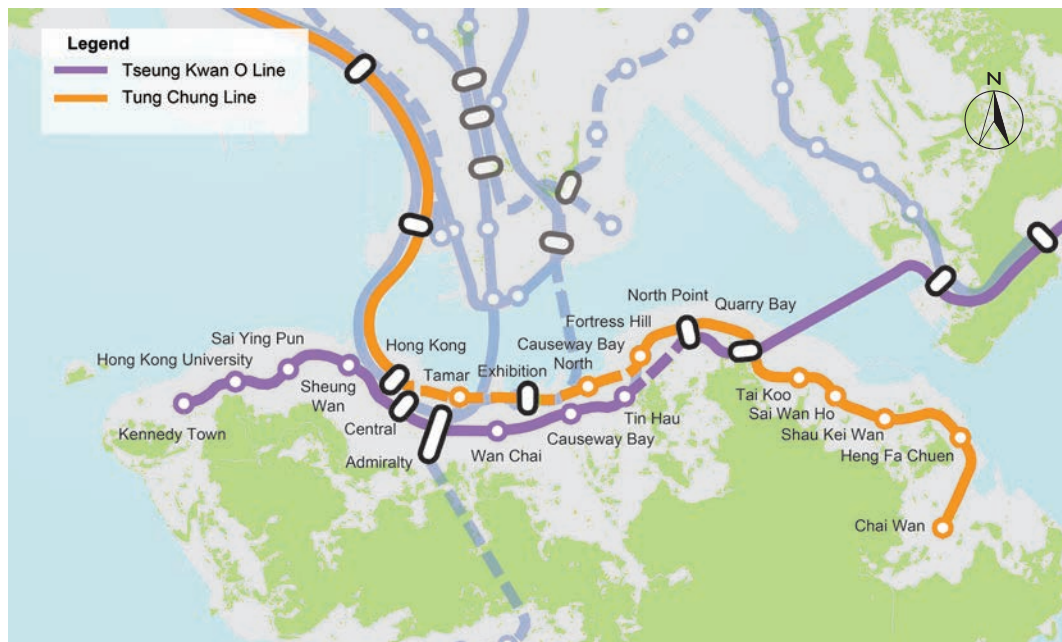 Legend
Tseung Kwan O Line
Tung Chung Line
N
North Point
Quarry Bay
Fortress Hill
Sai Ying Pun
Hong Kong
Causeway Bay
North
Hong Kong University
Tamar
Exhibition
Sheung
Wan
Tai Koo
Sai Wan Ho
Central
Tin Hau
Kennedy Town
Causeway Bay
Shau Kei Wan
Admiralty
Wan Chai
Heng Fa Chuen
Chai Wan